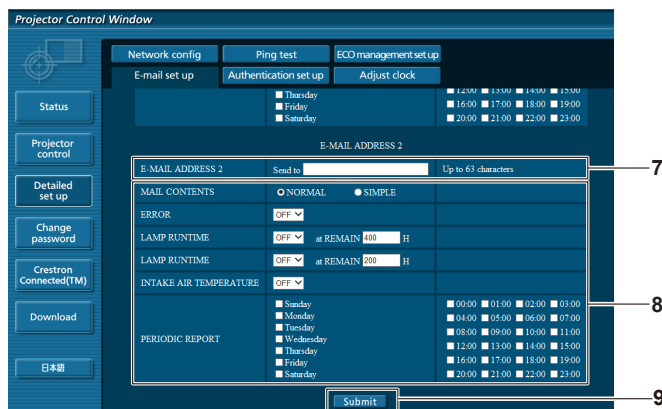 Projector Control Window
Network config Ping test ECO management set up
E-mail set up Authentication set up Adjust clock
Status
Projector control
Detailed set up
Change password
Crestron Connected(TM)
Download
日本語
Thursday 12:00 13:00 14:00 15:00
Friday 16:00 17:00 18:00 19:00
Saturday 20:00 21:00 22:00 23:00
E-MAIL ADDRESS 2
E-MAIL ADDRESS 2 Send to Up to 63 characters 7
MAIL CONTENTS NORMAL SIMPLE
ERROR OFF
LAMP RUNTIME OFF at REMAIN 400 H
LAMP RUNTIME OFF at REMAIN 200 H
INTAKE AIR TEMPERATURE OFF
8
PERIODIC REPORT
Sunday 00:00 01:00 02:00 03:00
Monday 04:00 05:00 06:00 07:00
Tuesday 08:00 09:00 10:00 11:00
Wednesday 12:00 13:00 14:00 15:00
Thursday 16:00 17:00 18:00 19:00
Friday 20:00 21:00 22:00 23:00
Saturday
Submit 9